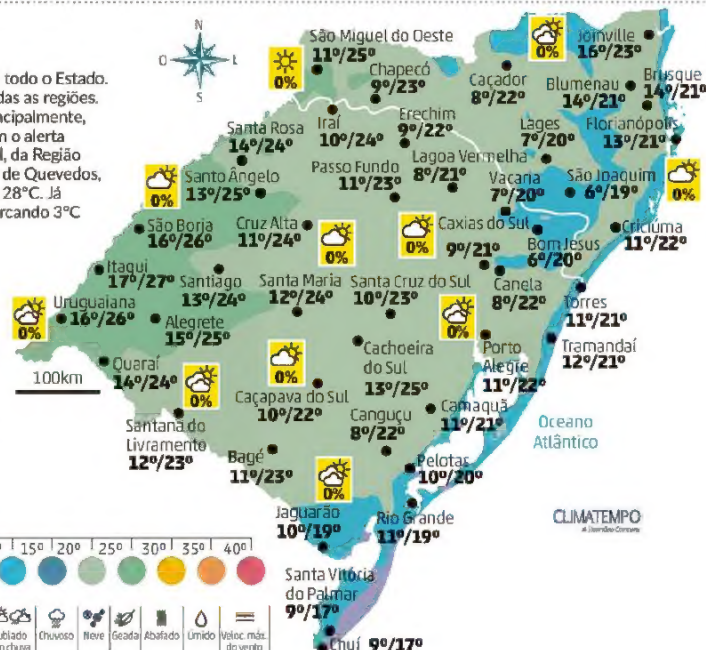 todo o Estado.
das as regiões.
ncipalmente,
m o alerta
l, da Região
de Quevedos,
28°C. Já
rcando 3°C
N
O
L
S
São Miguel do Oeste
11º/25º
0%
Chapecó
9º/23º
0%
Joinville
16º/23º
Caçador
8º/22º
Blumenau
14º/21º
Brusque
14º/21º
Iraí
10º/24º
Erechim
9º/22º
Lages
7º/20º
Florianópolis
13º/21º
Santa Rosa
14º/24º
Passo Fundo
11º/23º
Lagoa Vermelha
8º/21º
Vacaria
7º/20º
São Joaquim
6º/19º
0%
0%
Santo Ângelo
13º/25º
São Borja
16º/26º
Cruz Alta
11º/24º
0%
0%
Caxias do Sul
9º/21º
Bom Jesus
6º/20º
Criciúma
11º/22º
Itaqui
17º/27º
Santiago
13º/24º
Santa Maria
12º/24º
Santa Cruz do Sul
10º/23º
Canela
8º/22º
Torres
11º/21º
0%
Uruguaiana
16º/26º
Alegrete
15º/25º
0%
Porto
Alegre
11º/22º
Tramandaí
12º/21º
Quaraí
14º/24º
100km
0%
0%
Cachoeira
do Sul
13º/25º
Caçapava do Sul
10º/22º
Canguçu
8º/22º
Camaquã
11º/21º
Oceano
Atlântico
Santana do
Livramento
12º/23º
Bagé
11º/23º
0%
Pelotas
10º/20º
Jaguarão
10º/19º
Rio Grande
11º/19º
CLIMATEMPO
15º 20º 25º 30º 35º 40º
Santa Vitória
do Palmar
9º/17º
Chuí 9º/17º
Chuvoso Neve Geada Abafado Úmido Veloc. máx.
do vento